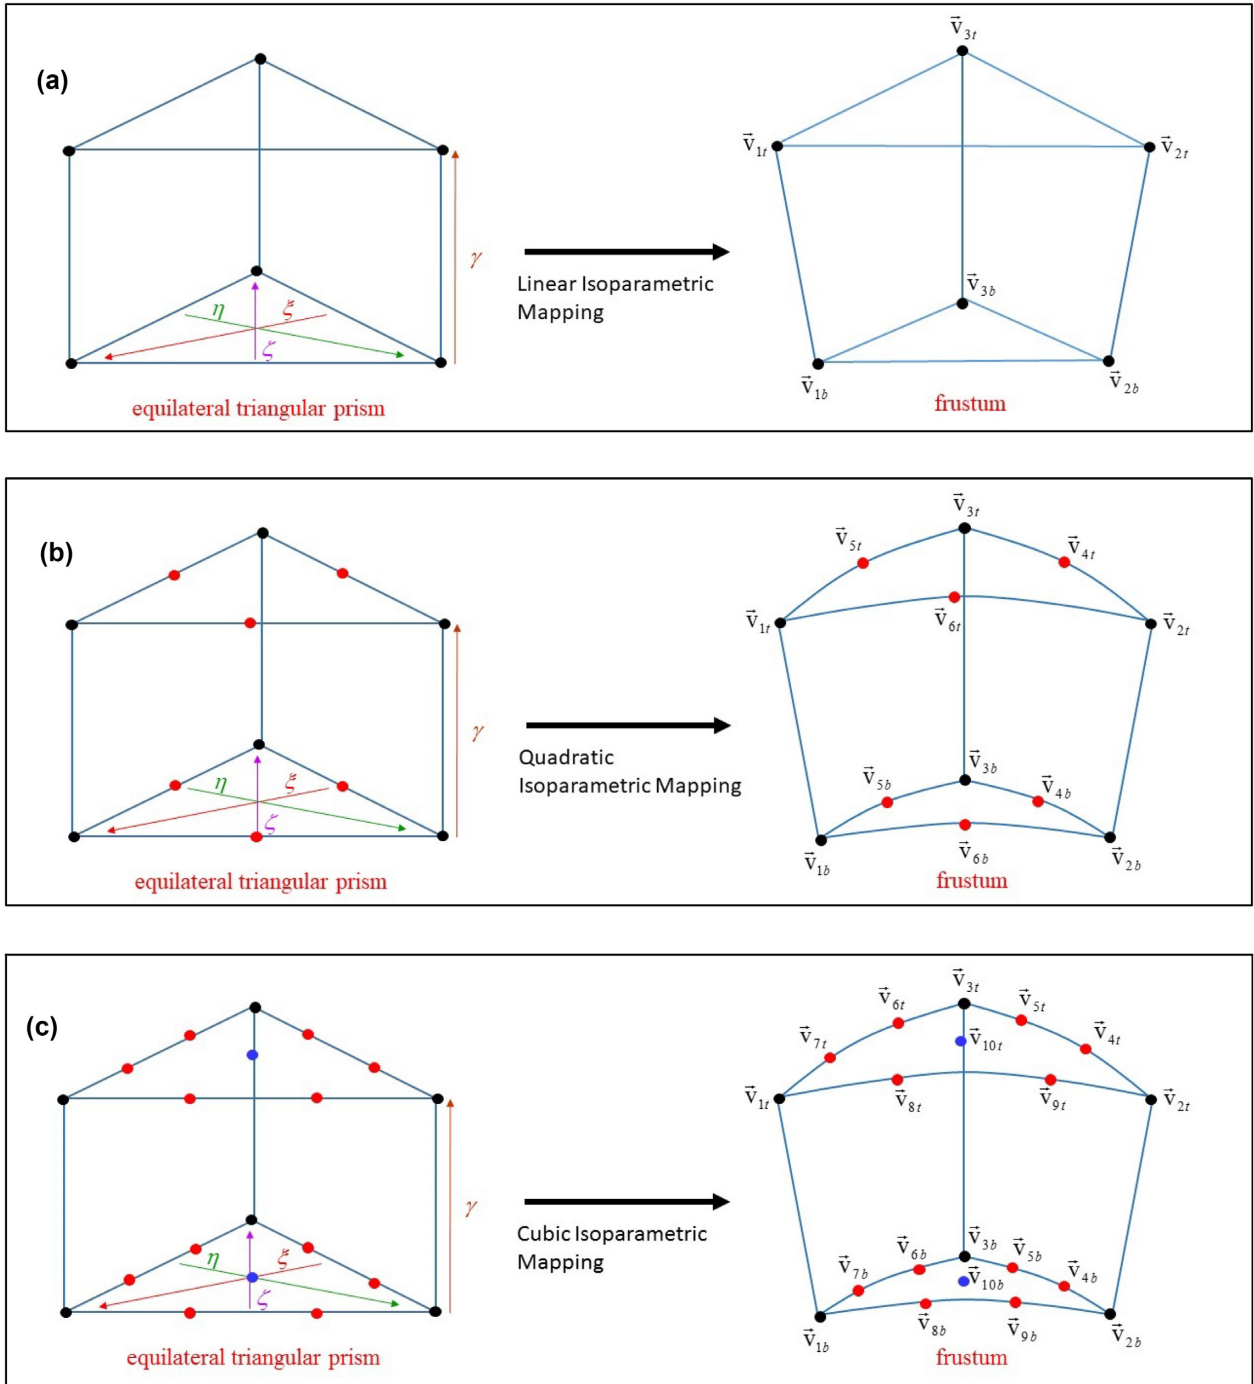 (a)
γ
η
ξ
ζ
equilateral triangular prism
Linear Isoparametric
Mapping
v⃗3t
v⃗1t
v⃗2t
v⃗3b
v⃗1b
v⃗2b
frustum
(b)
γ
η
ξ
ζ
equilateral triangular prism
Quadratic
Isoparametric Mapping
v⃗3t
v⃗5t
v⃗4t
v⃗1t
v⃗6t
v⃗2t
v⃗3b
v⃗5b
v⃗4b
v⃗1b
v⃗6b
v⃗2b
frustum
(c)
γ
η
ξ
ζ
equilateral triangular prism
Cubic Isoparametric
Mapping
v⃗3t
v⃗6t
v⃗5t
v⃗7t
v⃗10t
v⃗4t
v⃗1t
v⃗8t
v⃗9t
v⃗2t
v⃗3b
v⃗6b
v⃗5b
v⃗7b
v⃗10b
v⃗4b
v⃗1b
v⃗8b
v⃗9b
v⃗2b
frustum